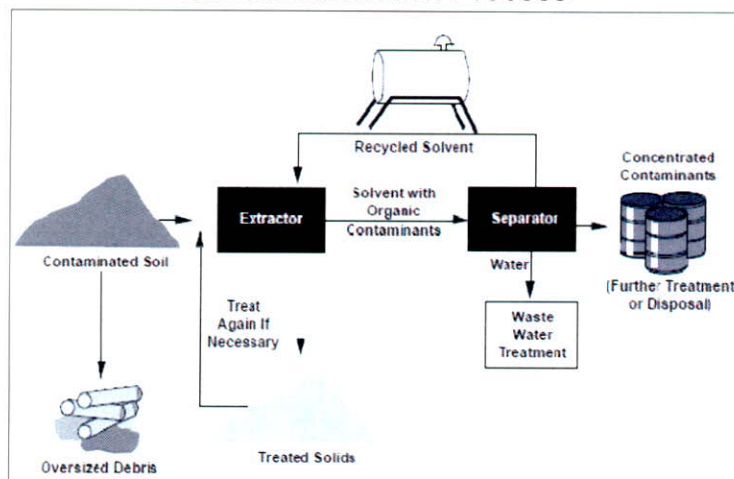 Recycled Solvent
Concentrated
Contaminants
Solvent with
Organic
Contaminants
Extractor
Separator
Contaminated Soil
Water
(Further Treatment
or Disposal)
Treat
Again If
Necessary
Waste
Water
Treatment
Oversized Debris
Treated Solids